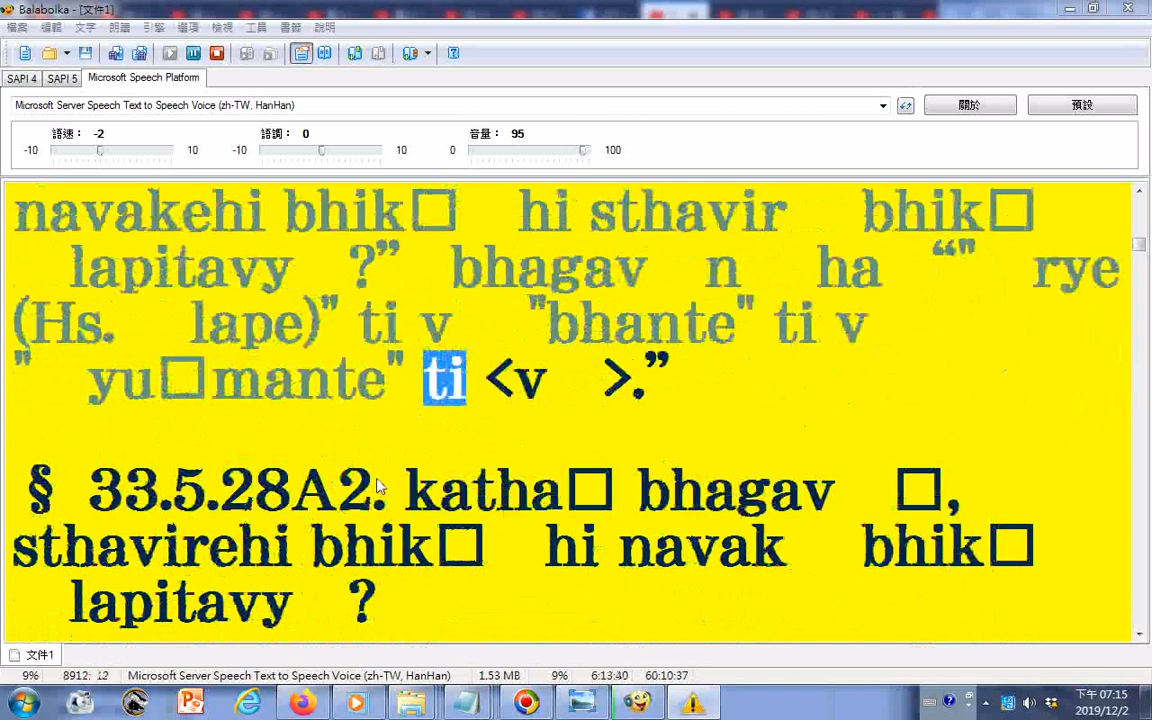 Balabolka - [文件1]
檔案 編輯 文字 朗讀 引擎 選項 檢視 工具 書籤 說明
SAPI 4 SAPI 5 Microsoft Speech Platform
Microsoft Server Speech Text to Speech Voice (zh-TW, HanHan) 關於 預設
語速： -2 語調： 0 音量： 95
-10 10 -10 10 0 100
navakehi bhik□ hi sthavir bhik□
lapitavy ?” bhagav n ha “" rye
(Hs. lape)" ti v "bhante" ti v
" yu□mante" ti <v >.”
§ 33.5.28A2. katha□ bhagav □,
sthavirehi bhik□ hi navak bhik□
lapitavy ?
文件1
9% 8912: 12 Microsoft Server Speech Text to Speech Voice (zh-TW, HanHan) 1.53 MB 9% 6:13:40 60:10:37
下午 07:15
2019/12/2